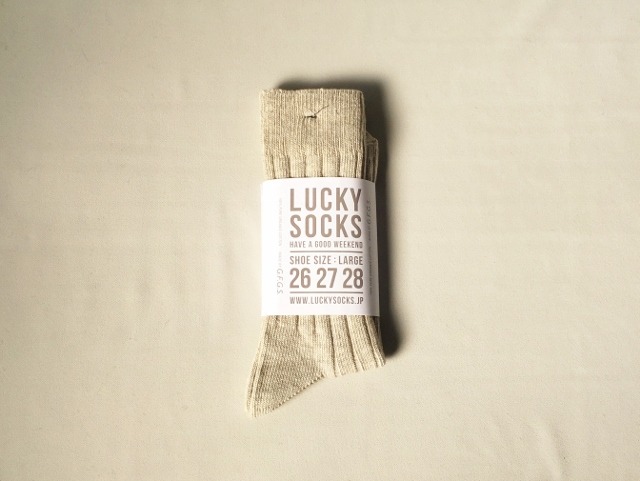 LUCKY
SOCKS
HAVE A GOOD WEEKEND
SHOE SIZE : LARGE
26 27 28
WWW.LUCKYSOCKS.JP
G.F.G.S.